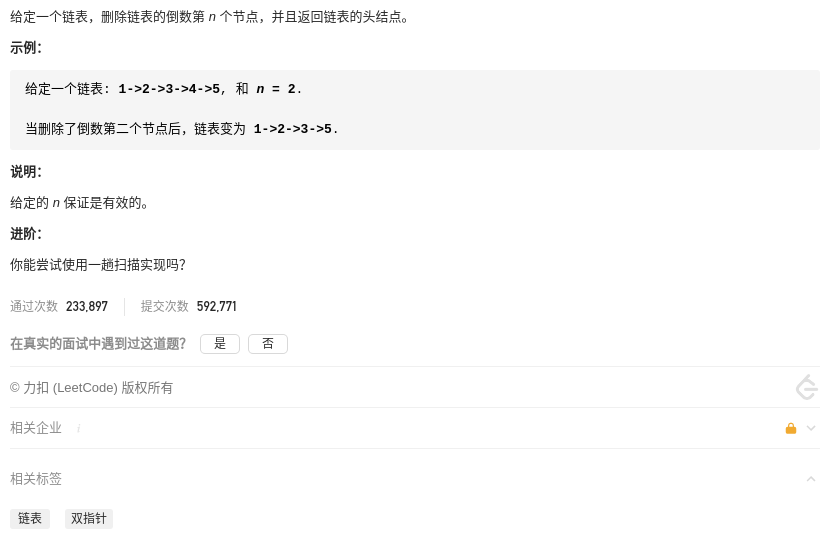 给定一个链表，删除链表的倒数第 n 个节点，并且返回链表的头结点。
示例：
给定一个链表: 1->2->3->4->5, 和 n = 2.
当删除了倒数第二个节点后，链表变为 1->2->3->5.
说明：
给定的 n 保证是有效的。
进阶：
你能尝试使用一趟扫描实现吗？
通过次数 233,897 提交次数 592,771
在真实的面试中遇到过这道题？ 是 否
© 力扣 (LeetCode) 版权所有
相关企业 i
相关标签
链表 双指针